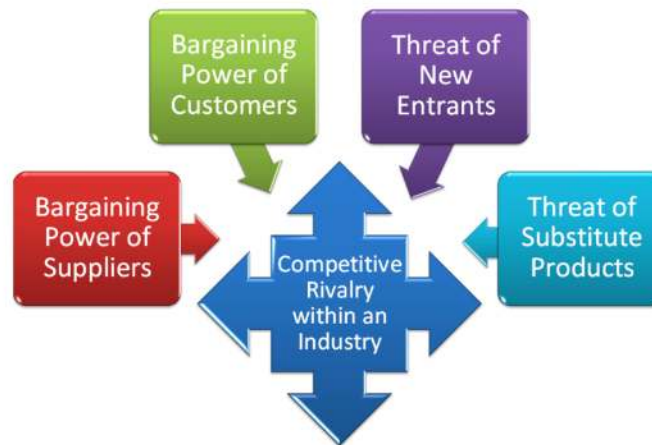 Bargaining
Power of
Customers
Threat of
New
Entrants
Bargaining
Power of
Suppliers
Threat of
Substitute
Products
Competitive
Rivalry
within an
Industry